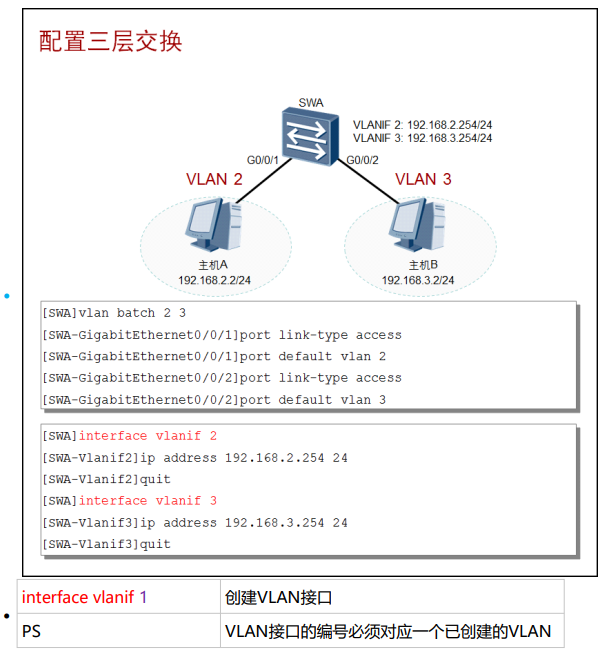 配置三层交换
SWA
VLANIF 2: 192.168.2.254/24
VLANIF 3: 192.168.3.254/24
G0/0/1
G0/0/2
VLAN 2
VLAN 3
主机A
192.168.2.2/24
主机B
192.168.3.2/24
[SWA]vlan batch 2 3
[SWA-GigabitEthernet0/0/1]port link-type access
[SWA-GigabitEthernet0/0/1]port default vlan 2
[SWA-GigabitEthernet0/0/2]port link-type access
[SWA-GigabitEthernet0/0/2]port default vlan 3
[SWA]interface vlanif 2
[SWA-Vlanif2]ip address 192.168.2.254 24
[SWA-Vlanif2]quit
[SWA]interface vlanif 3
[SWA-Vlanif3]ip address 192.168.3.254 24
[SWA-Vlanif3]quit
interface vlanif 1 创建VLAN接口
PS VLAN接口的编号必须对应一个已创建的VLAN